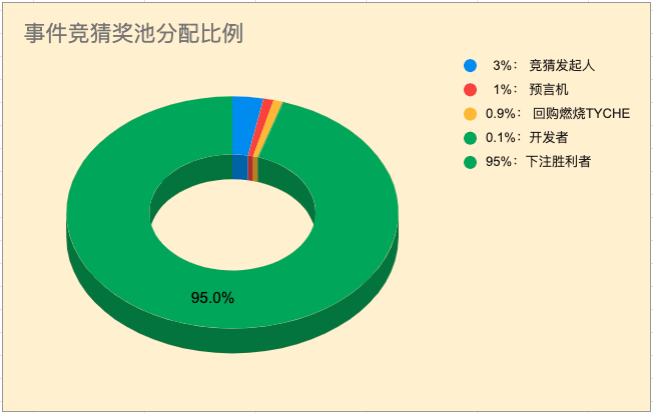 事件竞猜奖池分配比例
3%： 竞猜发起人
1%： 预言机
0.9%： 回购燃烧TYCHE
0.1%：开发者
95%：下注胜利者
95.0%